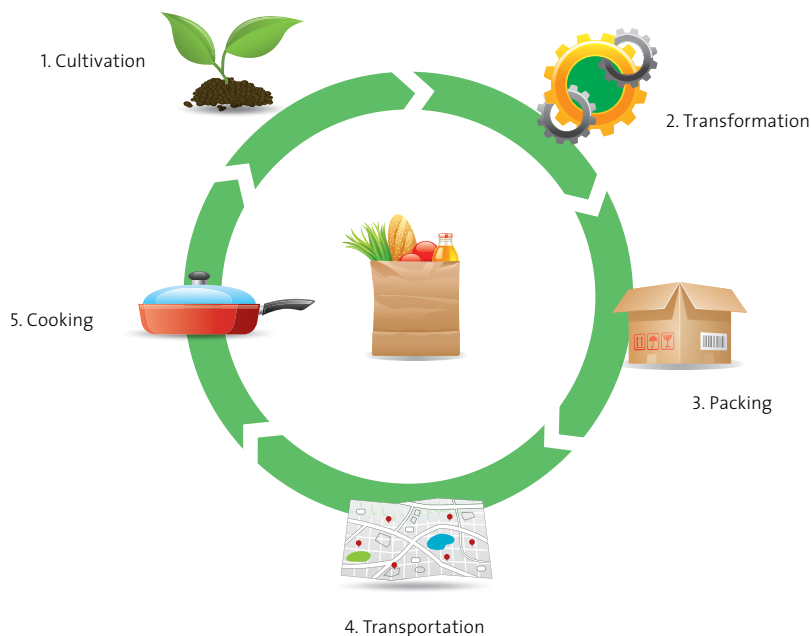 1. Cultivation
2. Transformation
3. Packing
4. Transportation
5. Cooking